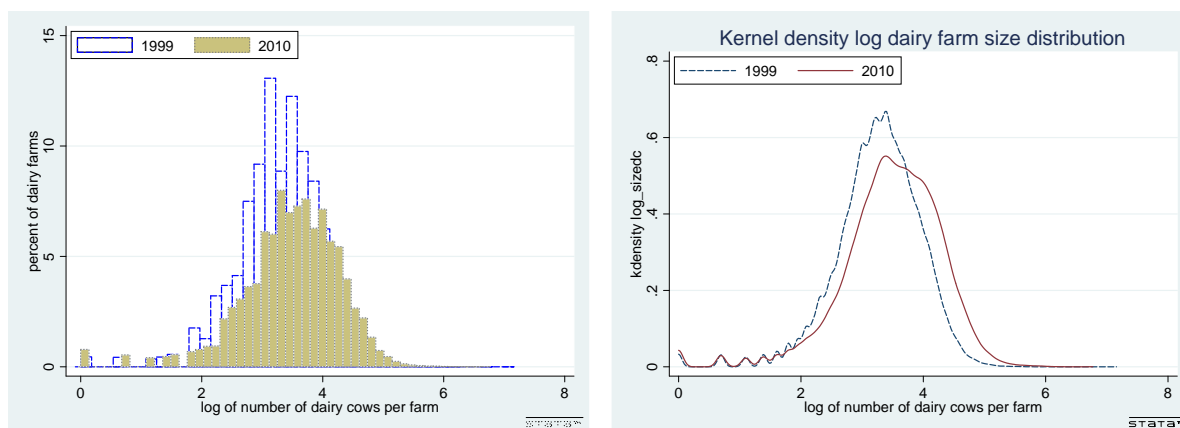 1999 2010
percent of dairy farms
15
10
5
0
0 2 4 6 8
log of number of dairy cows per farm
STATA™
Kernel density log dairy farm size distribution
1999 2010
kdensity log_sizedc
.8
.6
.4
.2
0
0 2 4 6 8
log of number of dairy cows per farm
STATA